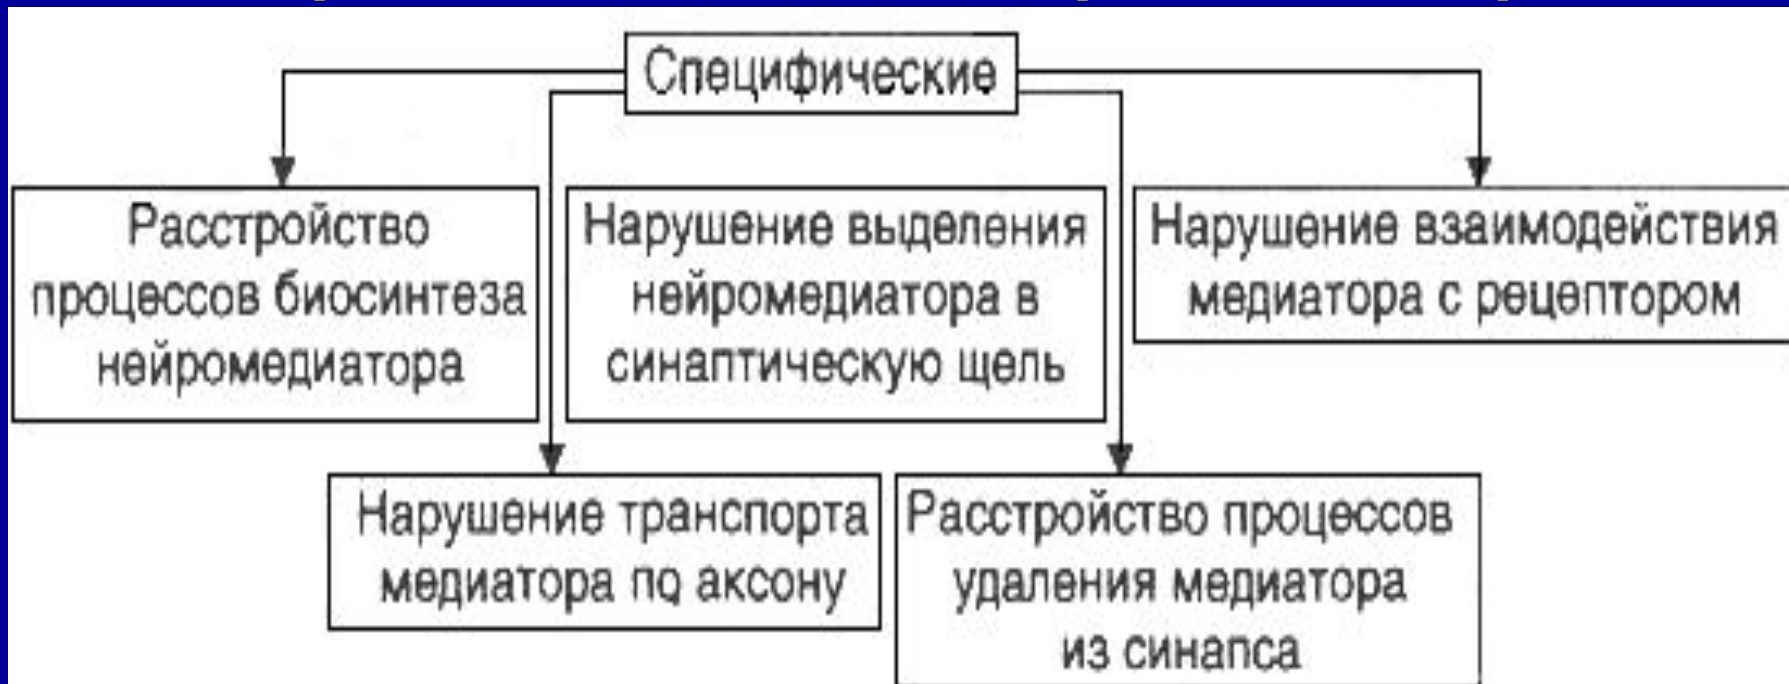 Специфические
Расстройство
процессов биосинтеза
нейромедиатора
Нарушение выделения
нейромедиатора в
синаптическую щель
Нарушение взаимодействия
медиатора с рецептором
Нарушение транспорта
медиатора по аксону
Расстройство процессов
удаления медиатора
из синапса